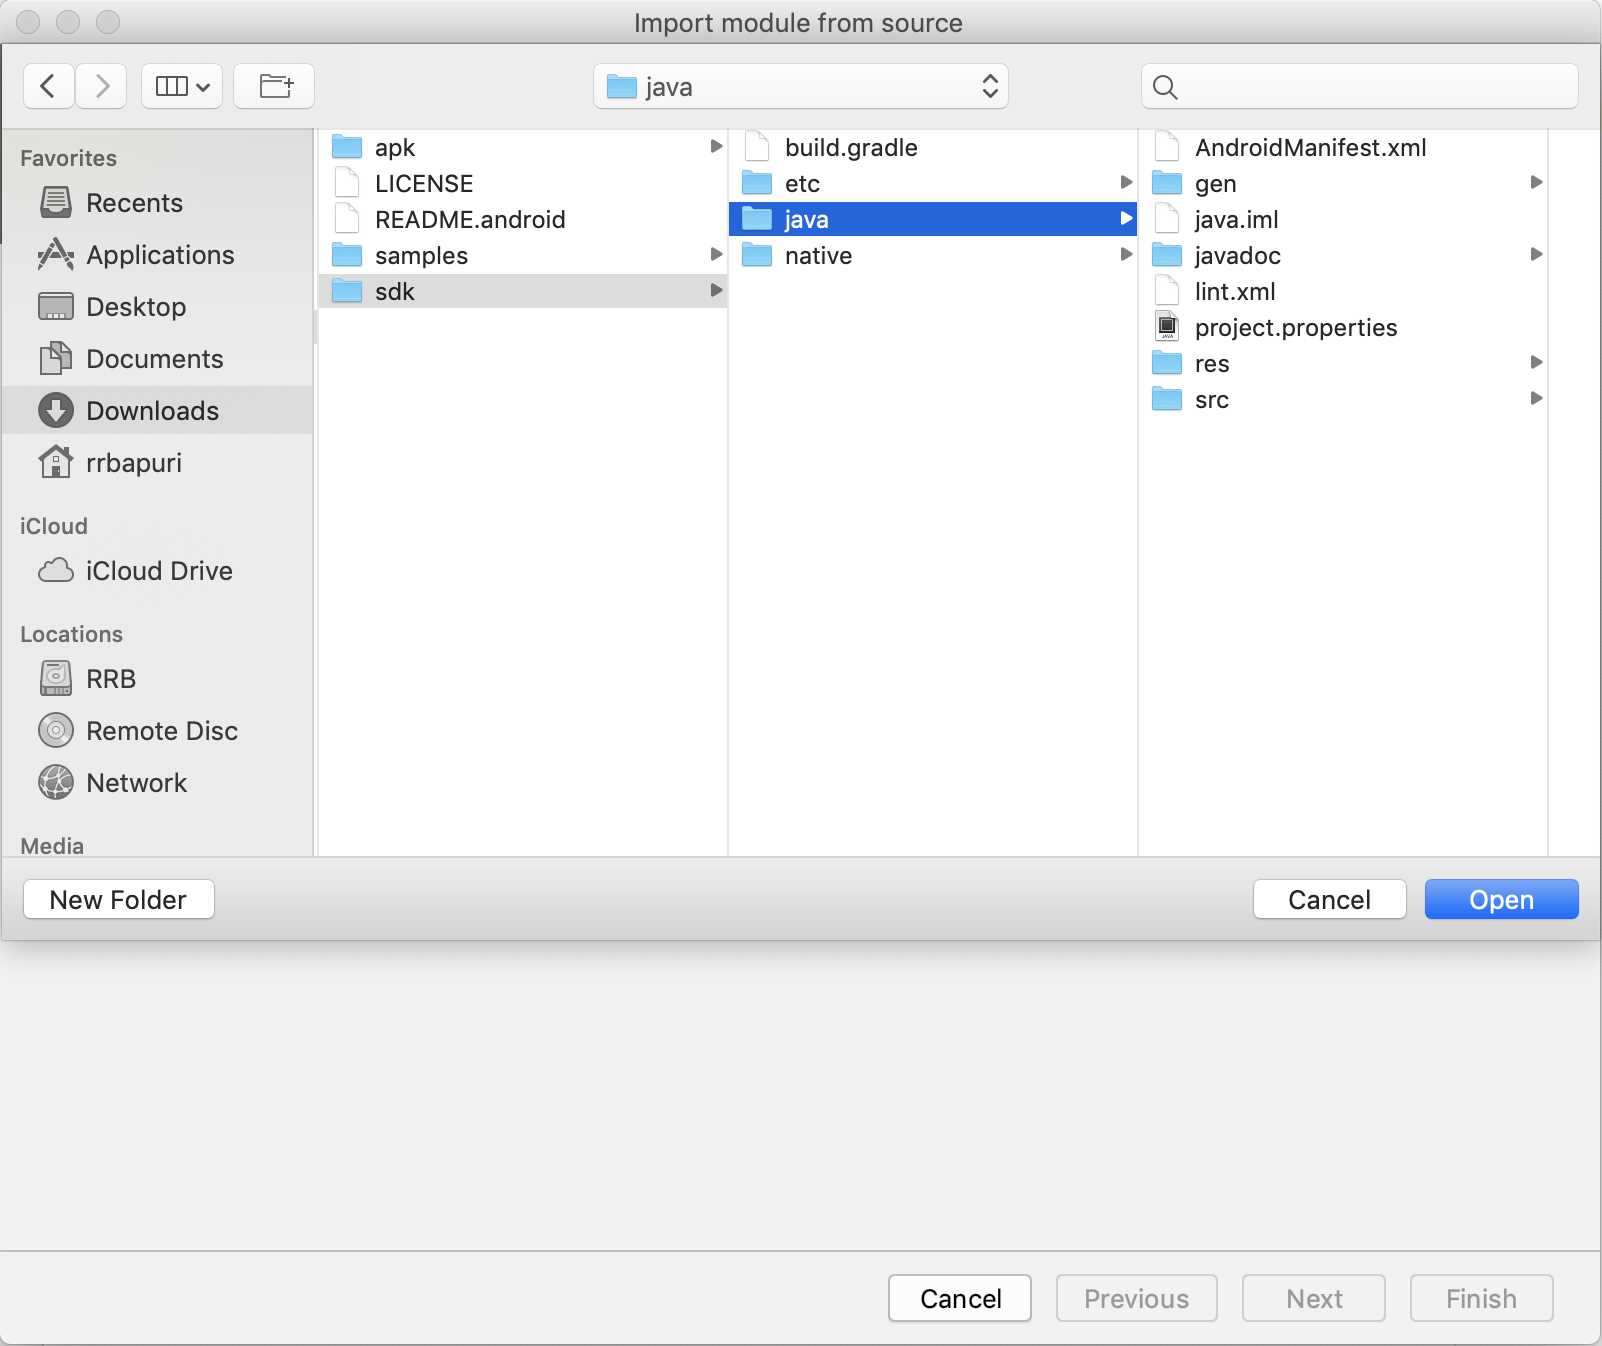 Import module from source
java
Favorites
Recents
Applications
Desktop
Documents
Downloads
rrbapuri
iCloud
iCloud Drive
Locations
RRB
Remote Disc
Network
Media
apk
LICENSE
README.android
samples
sdk
build.gradle
etc
java
native
AndroidManifest.xml
gen
java.iml
javadoc
lint.xml
project.properties
JAVA
res
src
New Folder
Cancel
Open
Cancel
Previous
Next
Finish